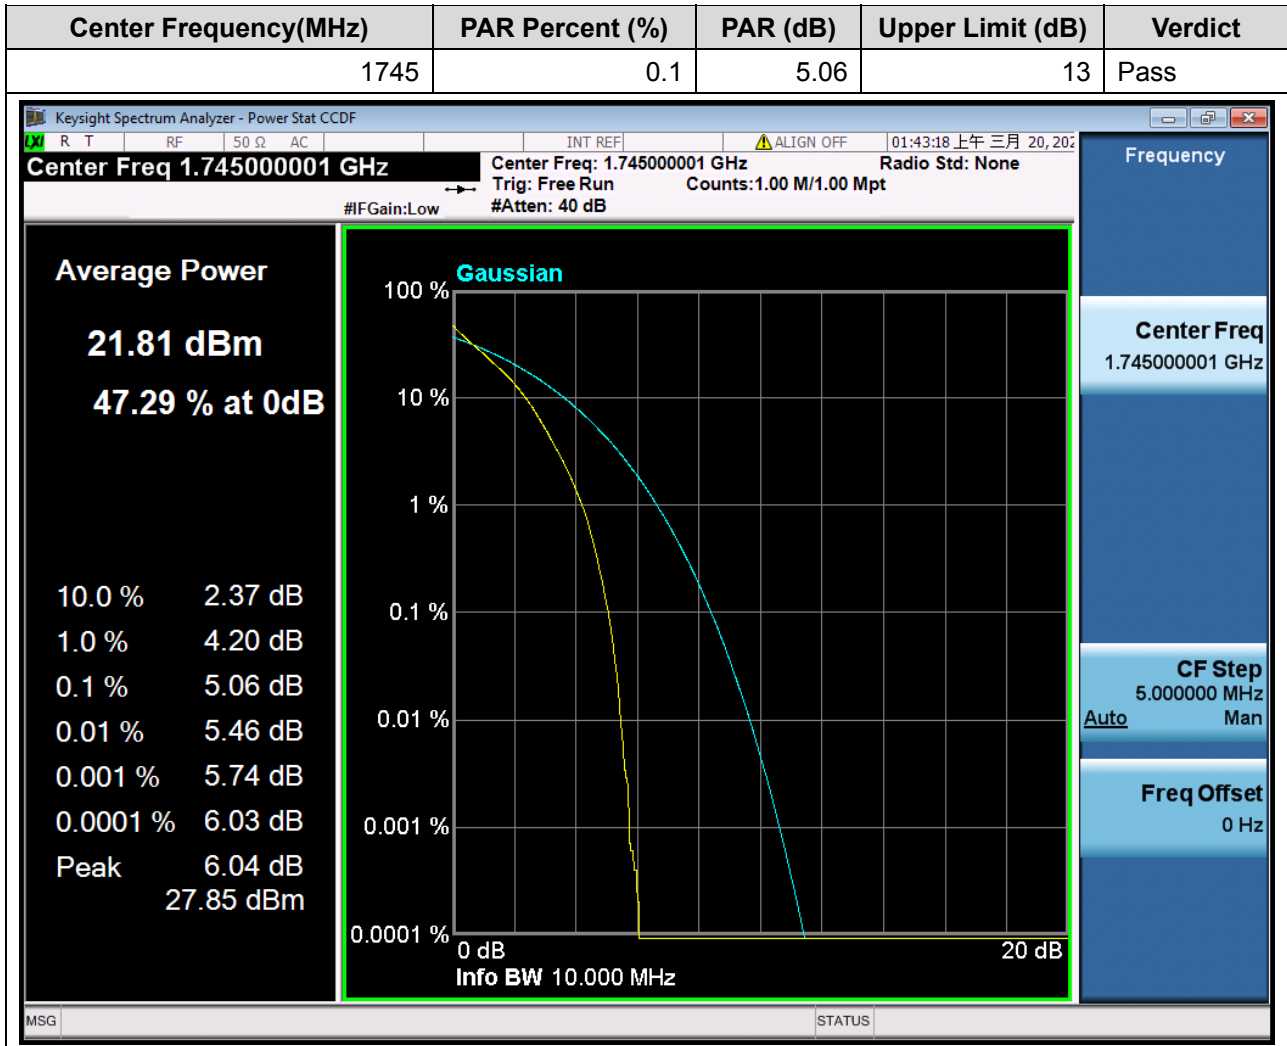 Center Frequency(MHz) PAR Percent (%) PAR (dB) Upper Limit (dB) Verdict
1745 0.1 5.06 13 Pass
Keysight Spectrum Analyzer - Power Stat CCDF
LXI R T RF 50 Ω AC INT REF ALIGN OFF 01:43:18 上午 三月 20, 202
Center Freq 1.745000001 GHz
#IFGain:Low
Center Freq: 1.745000001 GHz Radio Std: None
Trig: Free Run Counts:1.00 M/1.00 Mpt
#Atten: 40 dB
Average Power
21.81 dBm
47.29 % at 0dB
10.0 % 2.37 dB
1.0 % 4.20 dB
0.1 % 5.06 dB
0.01 % 5.46 dB
0.001 % 5.74 dB
0.0001 % 6.03 dB
Peak 6.04 dB
27.85 dBm
Gaussian
100 %
10 %
1 %
0.1 %
0.01 %
0.001 %
0.0001 %
0 dB 20 dB
Info BW 10.000 MHz
Frequency
Center Freq
1.745000001 GHz
CF Step
5.000000 MHz
Auto Man
Freq Offset
0 Hz
MSG STATUS